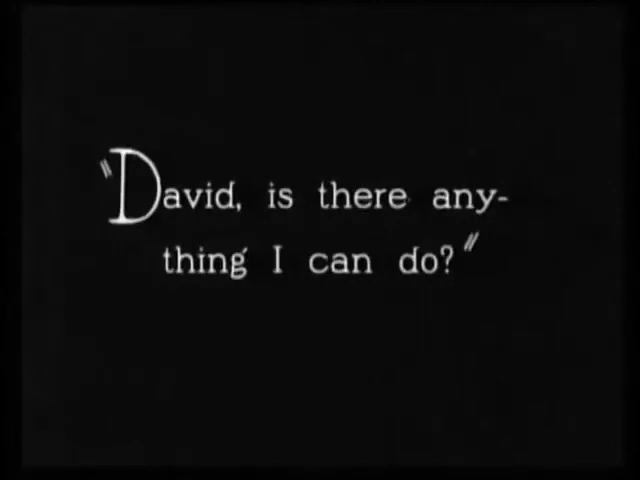 "David, is there any-
thing I can do?"